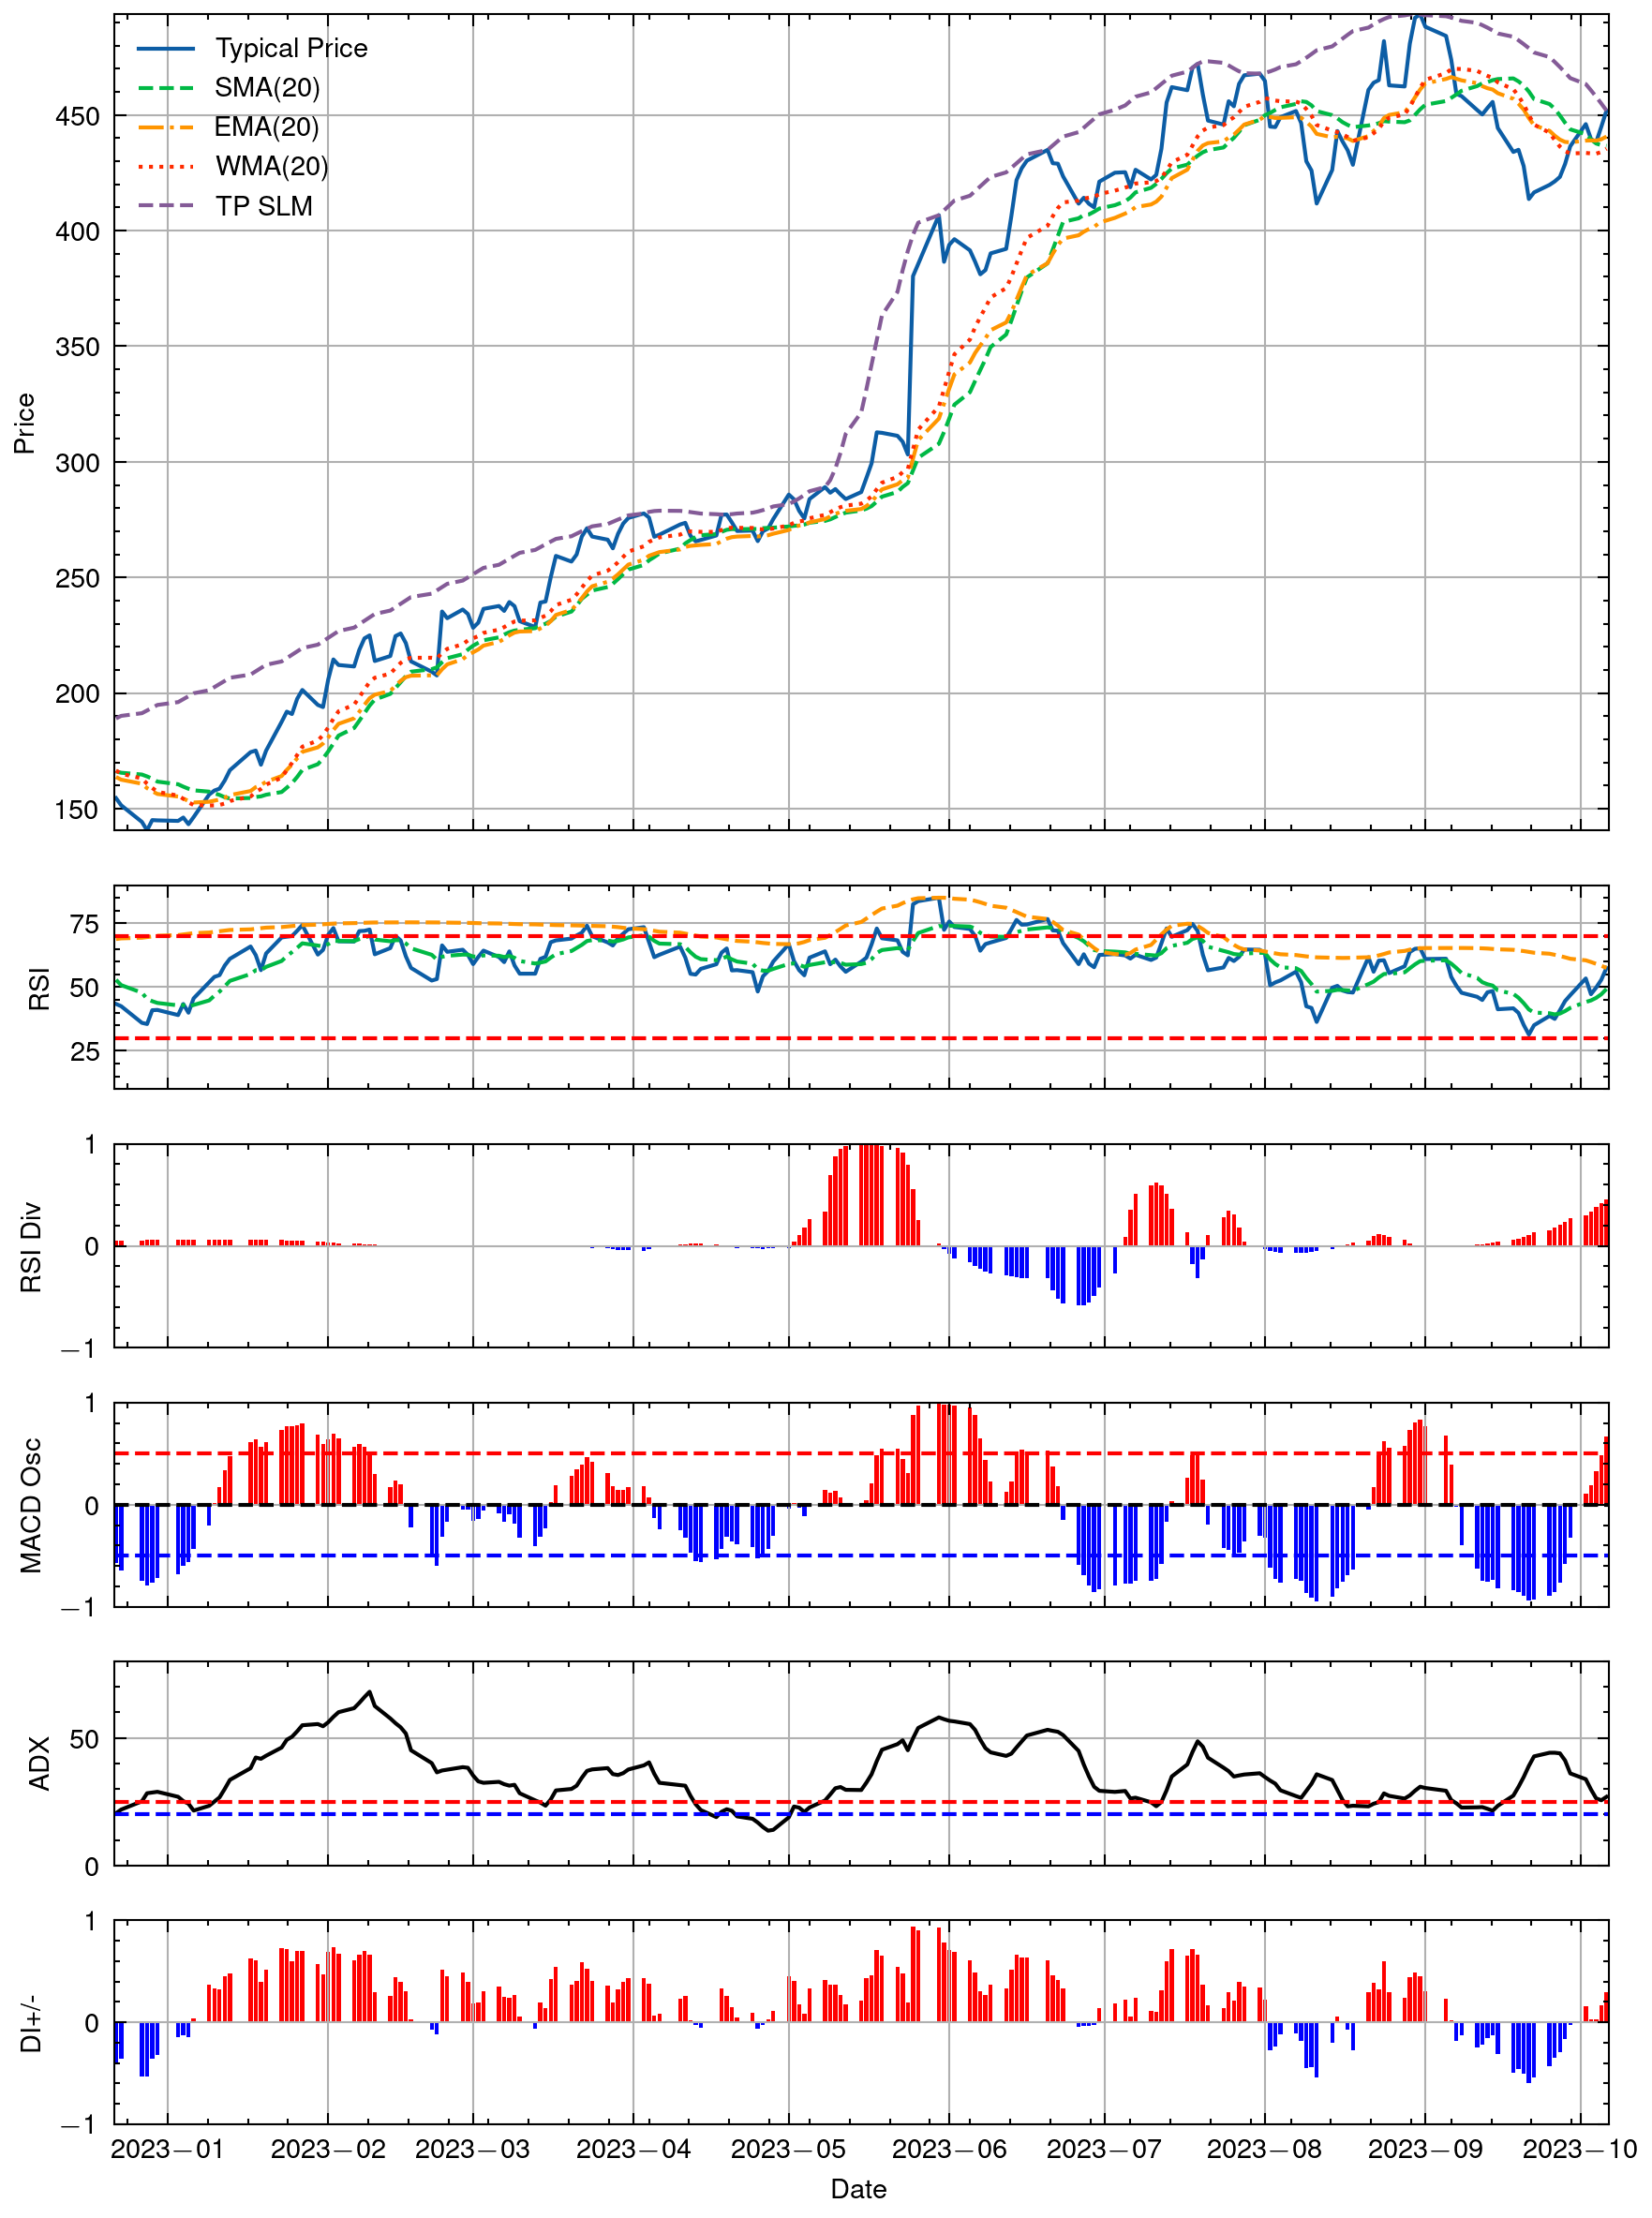 Typical Price
SMA(20)
EMA(20)
WMA(20)
TP SLM
Price
450
400
350
300
250
200
150
RSI
75
50
25
RSI Div
1
0
−1
MACD Osc
1
0
−1
ADX
50
0
DI+/-
1
0
−1
2023−01 2023−02 2023−03 2023−04 2023−05 2023−06 2023−07 2023−08 2023−09 2023−10
Date